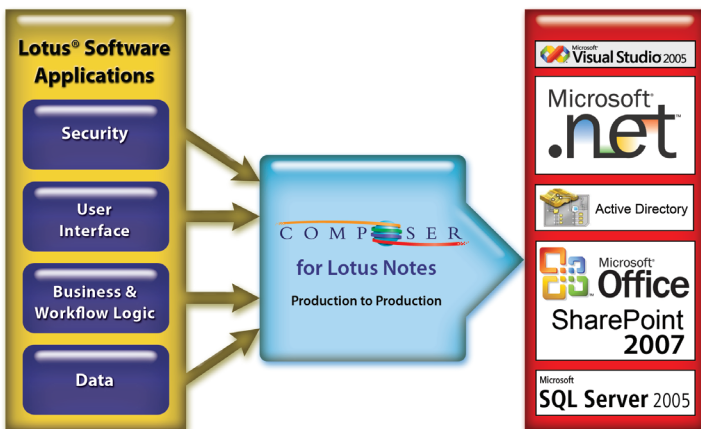 Lotus® Software
Applications
Security
User
Interface
Business &
Workflow Logic
Data
COMPOSER
for Lotus Notes
Production to Production
Microsoft®
Visual Studio 2005
Microsoft®
.net™
Active Directory
Microsoft®
Office
SharePoint
2007
Microsoft
SQL Server 2005